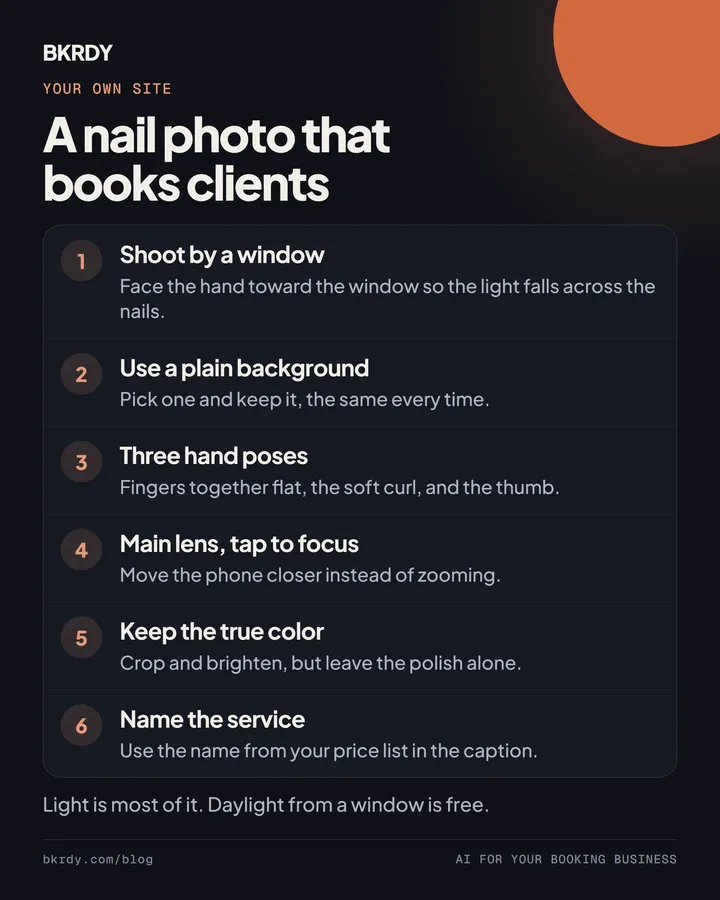 BKRDY
YOUR OWN SITE
A nail photo that
books clients
1
Shoot by a window
Face the hand toward the window so the light falls across the
nails.
2
Use a plain background
Pick one and keep it, the same every time.
3
Three hand poses
Fingers together flat, the soft curl, and the thumb.
4
Main lens, tap to focus
Move the phone closer instead of zooming.
5
Keep the true color
Crop and brighten, but leave the polish alone.
6
Name the service
Use the name from your price list in the caption.
Light is most of it. Daylight from a window is free.
bkrdy.com/blog
AI FOR YOUR BOOKING BUSINESS